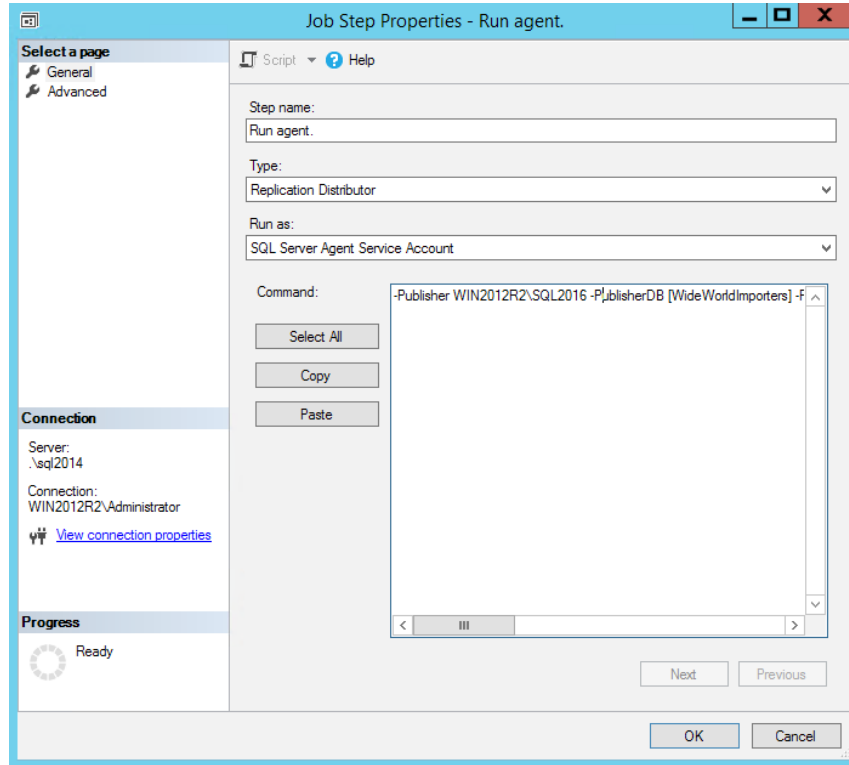 Job Step Properties - Run agent.
Select a page
General
Advanced
Script
Help
Step name:
Run agent.
Type:
Replication Distributor
Run as:
SQL Server Agent Service Account
Command:
-Publisher WIN2012R2\SQL2016 -PublisherDB [WideWorldImporters] -P
Select All
Copy
Paste
Connection
Server:
.\sql2014
Connection:
WIN2012R2\Administrator
View connection properties
Progress
Ready
Next
Previous
OK
Cancel